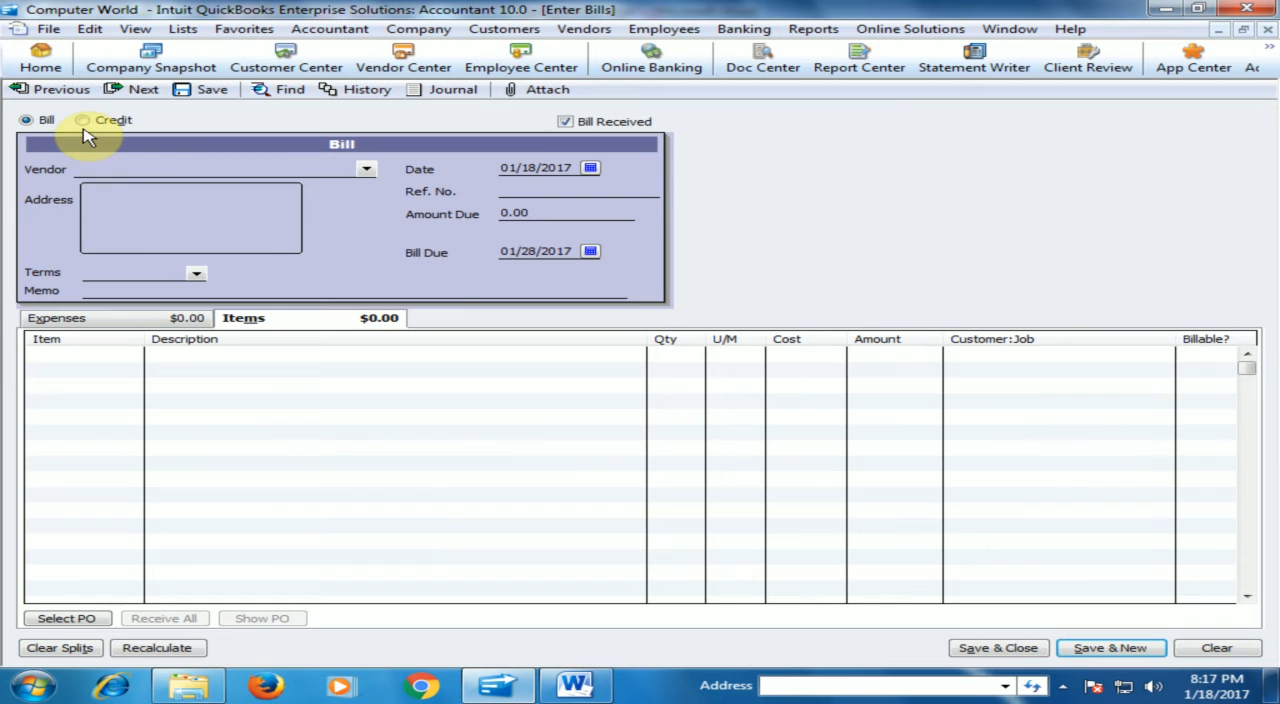 Computer World - Intuit QuickBooks Enterprise Solutions: Accountant 10.0 - [Enter Bills]
File Edit View Lists Favorites Accountant Company Customers Vendors Employees Banking Reports Online Solutions Window Help
Home Company Snapshot Customer Center Vendor Center Employee Center Online Banking Doc Center Report Center Statement Writer Client Review App Center
Previous Next Save Find History Journal Attach
Bill Credit Bill Received
Bill
Vendor Date 01/18/2017
Ref. No.
Address
Amount Due 0.00
Bill Due 01/28/2017
Terms
Memo
Expenses $0.00 Items $0.00
Item Description Qty U/M Cost Amount Customer:Job Billable?
Select PO Receive All Show PO
Clear Splits Recalculate Save & Close Save & New Clear
Address 8:17 PM
1/18/2017